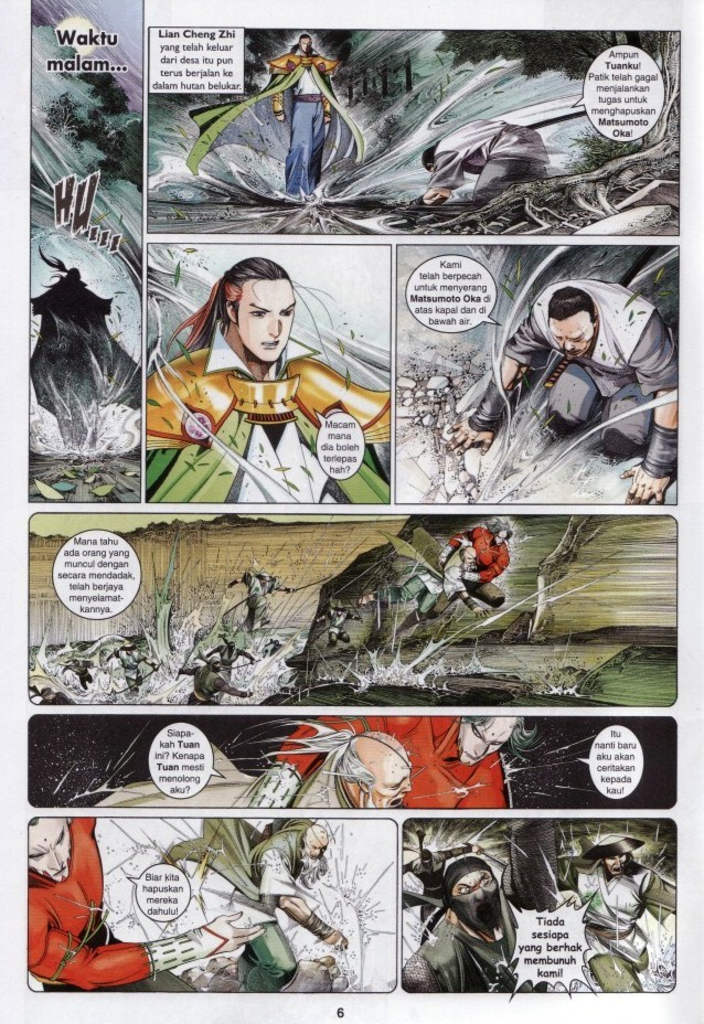 Waktu
malam...
Lian Cheng Zhi
yang telah keluar
dari desa itu pun
terus berjalan ke
dalam hutan belukar.
Ampun
Tuanku!
Patik telah gagal
menjalankan
tugas untuk
menghapuskan
Matsumoto
Oka!
HUIIII
Macam
mana
dia boleh
terlepas
hah?
Kami
telah berpecah
untuk menyerang
Matsumoto Oka di
atas kapal dan di
bawah air.
Mana tahu
ada orang yang
muncul dengan
secara mendadak,
telah berjaya
menyelamat-
kannya.
Siapa-
kah Tuan
ini? Kenapa
Tuan mesti
menolong
aku?
Itu
nanti baru
aku akan
ceritakan
kepada
kau!
Biar kita
hapuskan
mereka
dahulu!
Tiada
sesiapa
yang berhak
membunuh
kami!
6